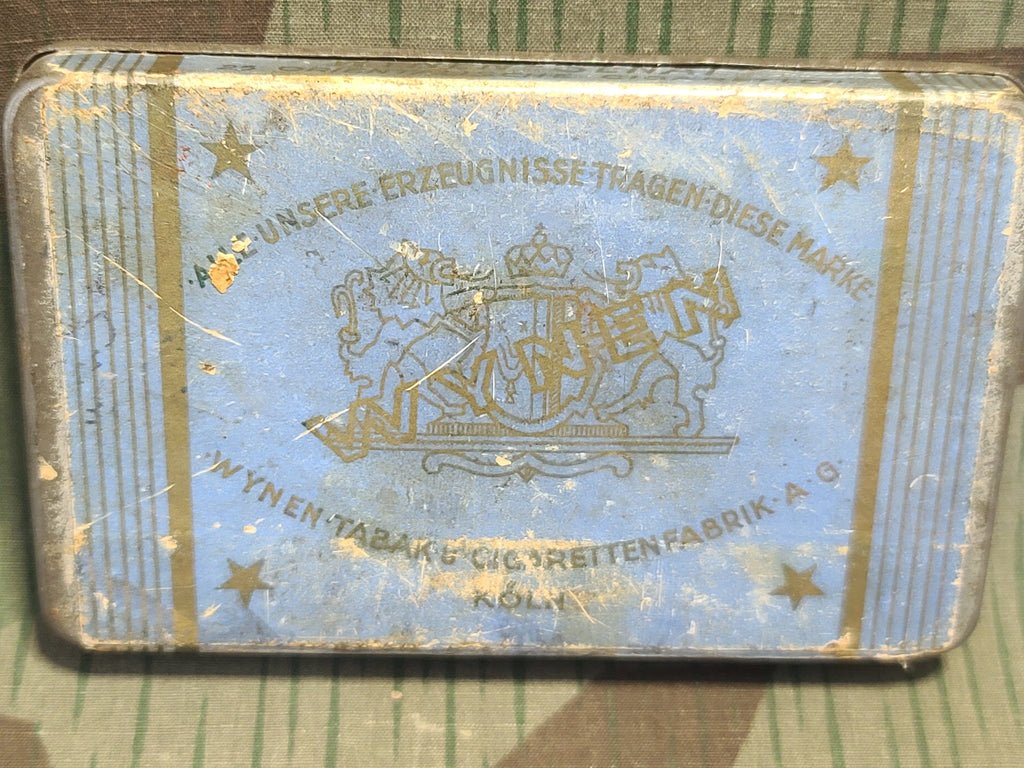 ALLE·UNSERE·ERZEUGNISSE·TRAGEN·DIESE MARKE
WYNEN
·WYNEN·TABAK·&·CIGARETTENFABRIK·A·G·
KÖLN